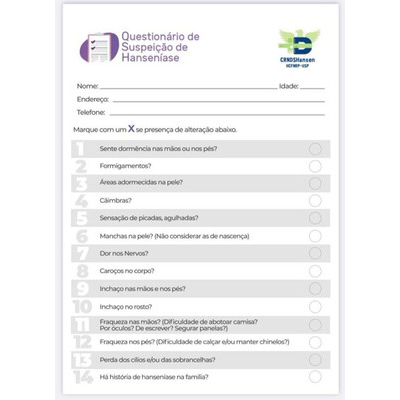 Questionário de
Suspeição de
Hanseníase
CRNDSHansen
HCFMRP-USP
Nome: Idade:
Endereço:
Telefone:
Marque com um X se presença de alteração abaixo.
1 Sente dormência nas mãos ou nos pés?
2 Formigamentos?
3 Áreas adormecidas na pele?
4 Câimbras?
5 Sensação de picadas, agulhadas?
6 Manchas na pele? (Não considerar as de nascença)
7 Dor nos Nervos?
8 Caroços no corpo?
9 Inchaço nas mãos e nos pés?
10 Inchaço no rosto?
11 Fraqueza nas mãos? (Dificuldade de abotoar camisa?
Por óculos? De escrever? Segurar panelas?)
12 Fraqueza nos pés? (Dificuldade de calçar e/ou manter chinelos?)
13 Perda dos cílios e/ou das sobrancelhas?
14 Há história de hanseníase na família?